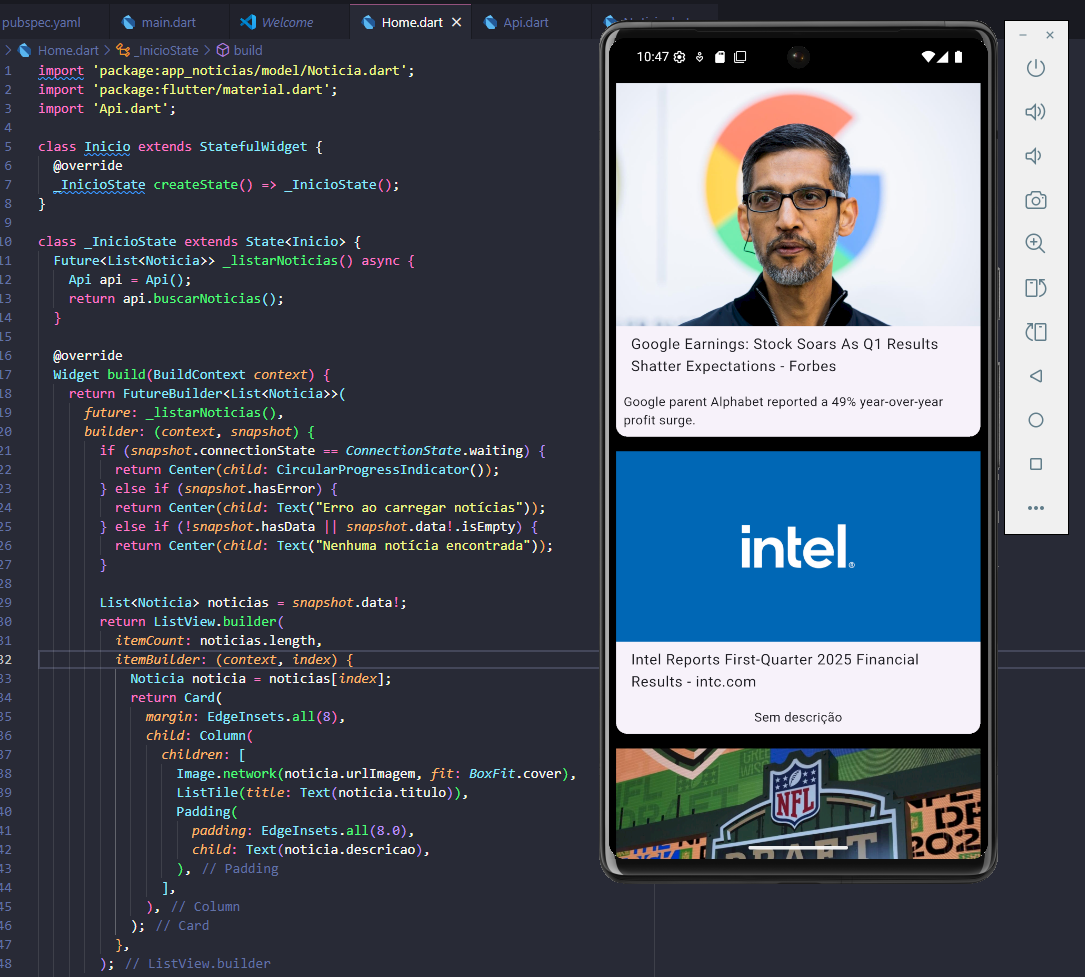 pubspec.yaml
main.dart
Welcome
Home.dart
Api.dart
Home.dart
_InicioState
build
1 import 'package:app_noticias/model/Noticia.dart';
2 import 'package:flutter/material.dart';
3 import 'Api.dart';
4
5 class Inicio extends StatefulWidget {
6 @override
7 _InicioState createState() => _InicioState();
8 }
9
10 class _InicioState extends State<Inicio> {
11 Future<List<Noticia>> _listarNoticias() async {
12 Api api = Api();
13 return api.buscarNoticias();
14 }
15
16 @override
17 Widget build(BuildContext context) {
18 return FutureBuilder<List<Noticia>>(
19 future: _listarNoticias(),
20 builder: (context, snapshot) {
21 if (snapshot.connectionState == ConnectionState.waiting) {
22 return Center(child: CircularProgressIndicator());
23 } else if (snapshot.hasError) {
24 return Center(child: Text("Erro ao carregar notícias"));
25 } else if (!snapshot.hasData || snapshot.data!.isEmpty) {
26 return Center(child: Text("Nenhuma notícia encontrada"));
27 }
28
29 List<Noticia> noticias = snapshot.data!;
30 return ListView.builder(
31 itemCount: noticias.length,
32 itemBuilder: (context, index) {
33 Noticia noticia = noticias[index];
34 return Card(
35 margin: EdgeInsets.all(8),
36 child: Column(
37 children: [
38 Image.network(noticia.urlImagem, fit: BoxFit.cover),
39 ListTile(title: Text(noticia.titulo)),
40 Padding(
41 padding: EdgeInsets.all(8.0),
42 child: Text(noticia.descricao),
43 ), // Padding
44 ],
45 ), // Column
46 ); // Card
47 },
48 ); // ListView.builder
10:47
Google Earnings: Stock Soars As Q1 Results
Shatter Expectations - Forbes
Google parent Alphabet reported a 49% year-over-year
profit surge.
intel.
Intel Reports First-Quarter 2025 Financial
Results - intc.com
Sem descrição
NFL
DRAFT